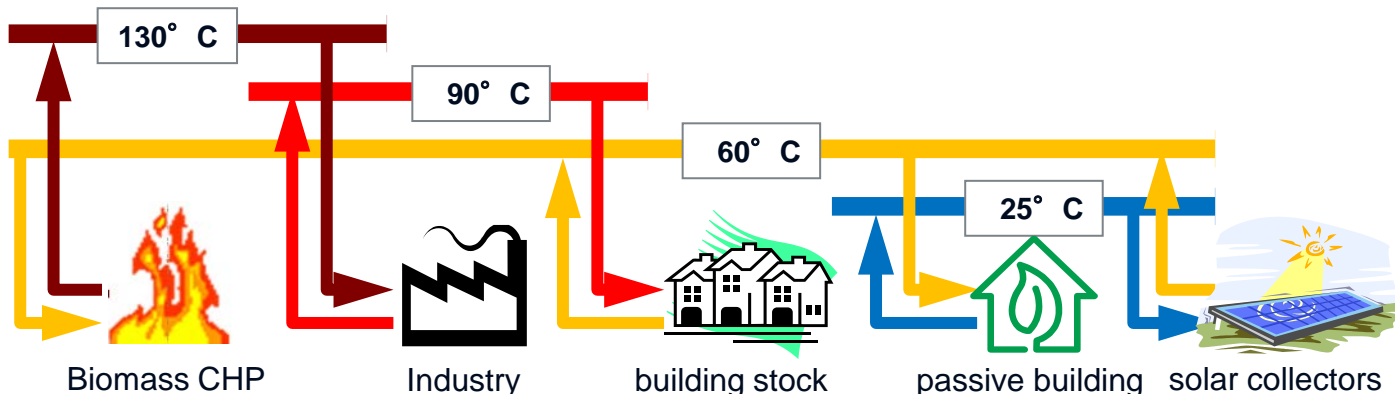 130° C
90° C
60° C
25° C
Biomass CHP
Industry
building stock
passive building
solar collectors